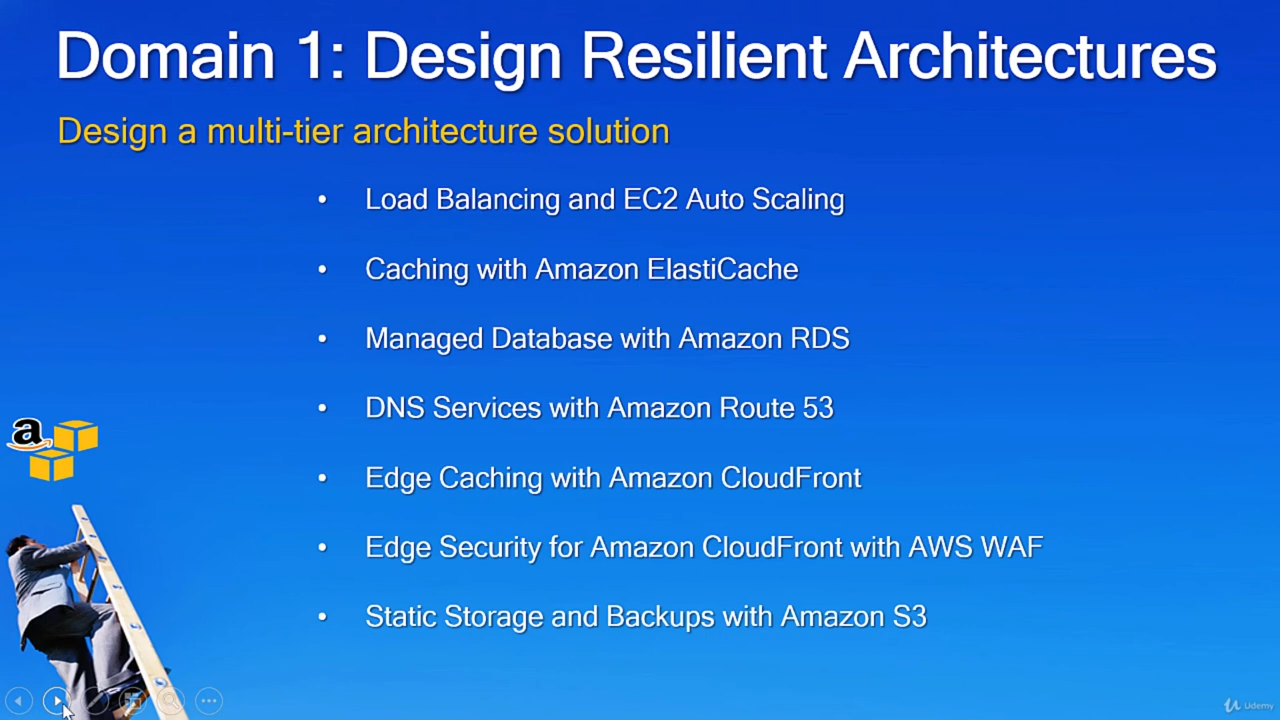 Domain 1: Design Resilient Architectures
Design a multi-tier architecture solution
• Load Balancing and EC2 Auto Scaling
• Caching with Amazon ElastiCache
• Managed Database with Amazon RDS
• DNS Services with Amazon Route 53
• Edge Caching with Amazon CloudFront
• Edge Security for Amazon CloudFront with AWS WAF
• Static Storage and Backups with Amazon S3
a
Udemy